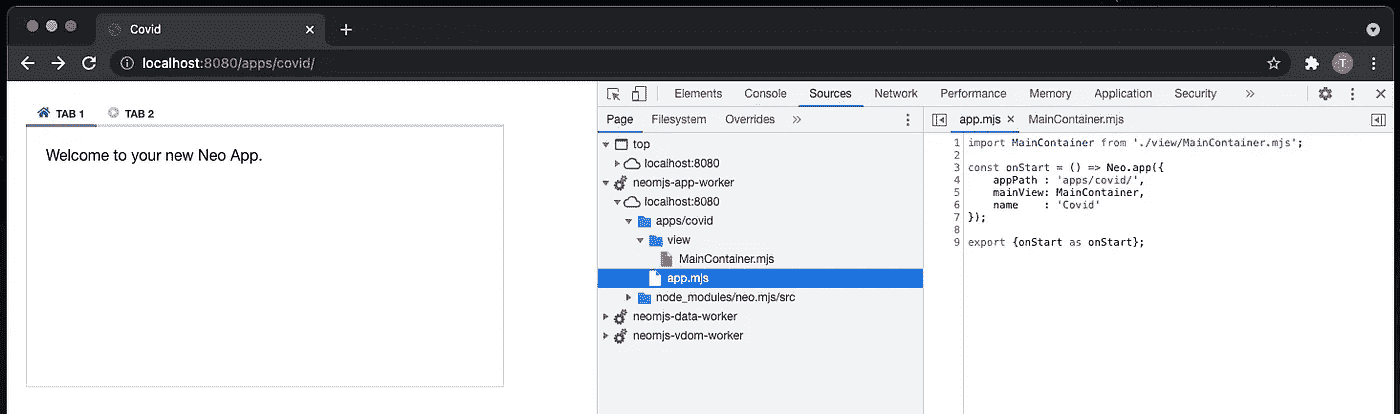 Covid
localhost:8080/apps/covid/
T
TAB 1 TAB 2
Welcome to your new Neo App.
Elements Console Sources Network Performance Memory Application Security »
Page Filesystem Overrides »
top
localhost:8080
neomjs-app-worker
localhost:8080
apps/covid
view
MainContainer.mjs
app.mjs
node_modules/neo.mjs/src
neomjs-data-worker
neomjs-vdom-worker
app.mjs MainContainer.mjs
1 import MainContainer from './view/MainContainer.mjs';
2
3 const onStart = () => Neo.app({
4     appPath : 'apps/covid/',
5     mainView: MainContainer,
6     name    : 'Covid'
7 });
8
9 export {onStart as onStart};